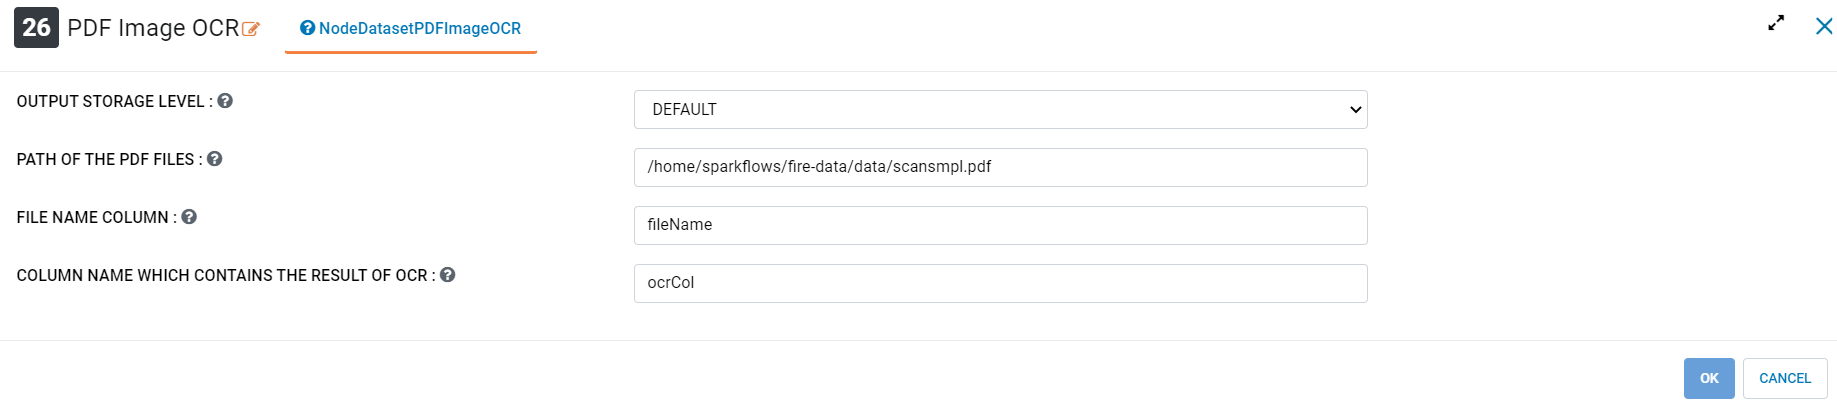 26 PDF Image OCR NodeDatasetPDFImageOCR
OUTPUT STORAGE LEVEL : DEFAULT
PATH OF THE PDF FILES : /home/sparkflows/fire-data/data/scansmpl.pdf
FILE NAME COLUMN : fileName
COLUMN NAME WHICH CONTAINS THE RESULT OF OCR : ocrCol
OK CANCEL